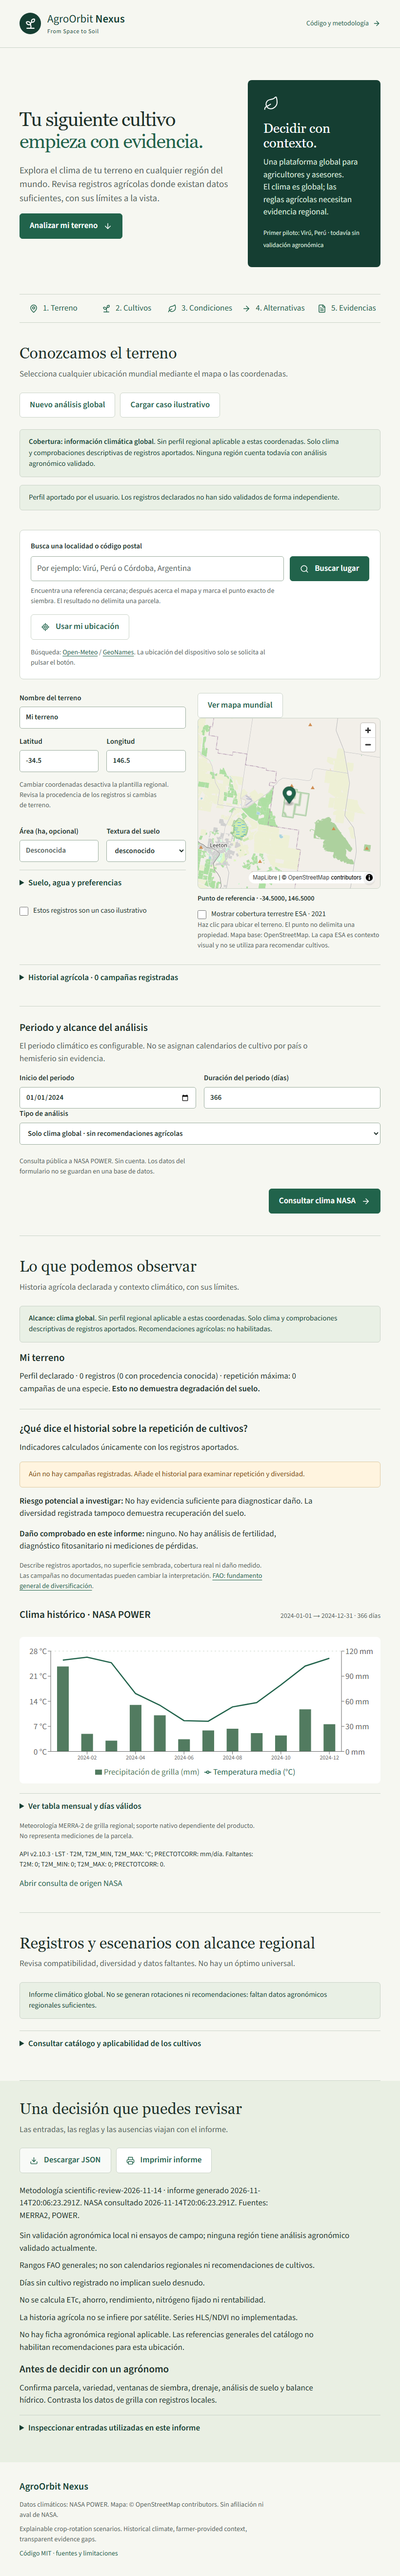 AgroOrbit Nexus
From Space to Soil
Código y metodología →
Tu siguiente cultivo
empieza con evidencia.
Explora el clima de tu terreno en cualquier región del
mundo. Revisa registros agrícolas donde existan datos
suficientes, con sus límites a la vista.
Analizar mi terreno ↓
Decidir con
contexto.
Una plataforma global para
agricultores y asesores.
El clima es global; las
reglas agrícolas necesitan
evidencia regional.
Primer piloto: Virú, Perú · todavía sin
validación agronómica
1. Terreno
2. Cultivos
3. Condiciones
4. Alternativas
5. Evidencias
Conozcamos el terreno
Selecciona cualquier ubicación mundial mediante el mapa o las coordenadas.
Nuevo análisis global
Cargar caso ilustrativo
Cobertura: información climática global. Sin perfil regional aplicable a estas coordenadas. Solo clima
y comprobaciones descriptivas de registros aportados. Ninguna región cuenta todavía con análisis
agronómico validado.
Perfil aportado por el usuario. Los registros declarados no han sido validados de forma independiente.
Busca una localidad o código postal
Por ejemplo: Virú, Perú o Córdoba, Argentina
Buscar lugar
Encuentra una referencia cercana; después acerca el mapa y marca el punto exacto de
siembra. El resultado no delimita una parcela.
Usar mi ubicación
Búsqueda: Open-Meteo / GeoNames. La ubicación del dispositivo solo se solicita al
pulsar el botón.
Nombre del terreno
Mi terreno
Latitud
Longitud
-34.5
146.5
Cambiar coordenadas desactiva la plantilla regional.
Revisa la procedencia de los registros si cambias
de terreno.
Área (ha, opcional)
Textura del suelo
Desconocida
desconocido
▶ Suelo, agua y preferencias
Estos registros son un caso ilustrativo
Ver mapa mundial
+
−
Leeton
MapLibre | © OpenStreetMap contributors
Punto de referencia · -34.5000, 146.5000
Mostrar cobertura terrestre ESA · 2021
Haz clic para ubicar el terreno. El punto no delimita una
propiedad. Mapa base: OpenStreetMap. La capa ESA es contexto
visual y no se utiliza para recomendar cultivos.
▶ Historial agrícola · 0 campañas registradas
Periodo y alcance del análisis
El periodo climático es configurable. No se asignan calendarios de cultivo por país o
hemisferio sin evidencia.
Inicio del periodo
Duración del periodo (días)
01/01/2024
366
Tipo de análisis
Solo clima global · sin recomendaciones agrícolas
Consulta pública a NASA POWER. Sin cuenta. Los datos del
formulario no se guardan en una base de datos.
Consultar clima NASA →
Lo que podemos observar
Historia agrícola declarada y contexto climático, con sus límites.
Alcance: clima global. Sin perfil regional aplicable a estas coordenadas. Solo clima y comprobaciones
descriptivas de registros aportados. Recomendaciones agrícolas: no habilitadas.
Mi terreno
Perfil declarado · 0 registros (0 con procedencia conocida) · repetición máxima: 0
campañas de una especie. Esto no demuestra degradación del suelo.
¿Qué dice el historial sobre la repetición de cultivos?
Indicadores calculados únicamente con los registros aportados.
Aún no hay campañas registradas. Añade el historial para examinar repetición y diversidad.
Riesgo potencial a investigar: No hay evidencia suficiente para diagnosticar daño. La
diversidad registrada tampoco demuestra recuperación del suelo.
Daño comprobado en este informe: ninguno. No hay análisis de fertilidad,
diagnóstico fitosanitario ni mediciones de pérdidas.
Describe registros aportados, no superficie sembrada, cobertura real ni daño medido.
Las campañas no documentadas pueden cambiar la interpretación. FAO: fundamento
general de diversificación.
Clima histórico · NASA POWER
2024-01-01 — 2024-12-31 · 366 días
28 °C
21 °C
14 °C
7 °C
0 °C
120 mm
90 mm
60 mm
30 mm
0 mm
2024-02
2024-04
2024-06
2024-08
2024-10
2024-12
Precipitación de grilla (mm)
Temperatura media (°C)
▶ Ver tabla mensual y días válidos
Meteorología MERRA-2 de grilla regional; soporte nativo dependiente del producto.
No representa mediciones de la parcela.
API v2.10.3 · LST · T2M, T2M_MIN, T2M_MAX: °C; PRECTOTCORR: mm/día. Faltantes:
T2M: 0; T2M_MIN: 0; T2M_MAX: 0; PRECTOTCORR: 0.
Abrir consulta de origen NASA
Registros y escenarios con alcance regional
Revisa compatibilidad, diversidad y datos faltantes. No hay un óptimo universal.
Informe climático global. No se generan rotaciones ni recomendaciones: faltan datos agronómicos
regionales suficientes.
▶ Consultar catálogo y aplicabilidad de los cultivos
Una decisión que puedes revisar
Las entradas, las reglas y las ausencias viajan con el informe.
Descargar JSON
Imprimir informe
Metodología scientific-review-2026-11-14 · informe generado 2026-11-
14T20:06:23.291Z. NASA consultado 2026-11-14T20:06:23.291Z. Fuentes:
MERRA2, POWER.
Sin validación agronómica local ni ensayos de campo; ninguna región tiene análisis agronómico
validado actualmente.
Rangos FAO generales; no son calendarios regionales ni recomendaciones de cultivos.
Días sin cultivo registrado no implican suelo desnudo.
No se calcula ETc, ahorro, rendimiento, nitrógeno fijado ni rentabilidad.
La historia agrícola no se infiere por satélite. Series HLS/NDVI no implementadas.
No hay ficha agronómica regional aplicable. Las referencias generales del catálogo no
habilitan recomendaciones para esta ubicación.
Antes de decidir con un agrónomo
Confirma parcela, variedad, ventanas de siembra, drenaje, análisis de suelo y balance
hídrico. Contrasta los datos de grilla con registros locales.
▶ Inspeccionar entradas utilizadas en este informe
AgroOrbit Nexus
Datos climáticos: NASA POWER. Mapa: © OpenStreetMap contributors. Sin afiliación ni
aval de NASA.
Explainable crop-rotation scenarios. Historical climate, farmer-provided context,
transparent evidence gaps.
Código MIT · fuentes y limitaciones